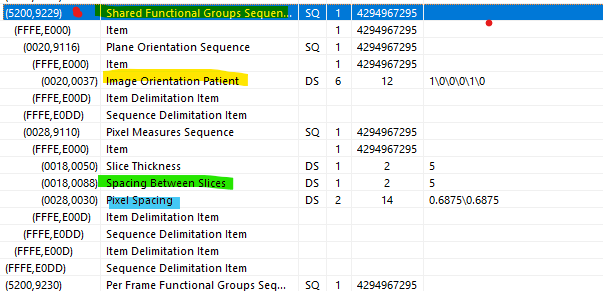 (5200,9229) Shared Functional Groups Sequen... SQ 1 4294967295
(FFFE,E000) Item 1 4294967295
(0020,9116) Plane Orientation Sequence SQ 1 4294967295
(FFFE,E000) Item 1 4294967295
(0020,0037) Image Orientation Patient DS 6 12 1\0\0\0\1\0
(FFFE,E00D) Item Delimitation Item
(FFFE,E0DD) Sequence Delimitation Item
(0028,9110) Pixel Measures Sequence SQ 1 4294967295
(FFFE,E000) Item 1 4294967295
(0018,0050) Slice Thickness DS 1 2 5
(0018,0088) Spacing Between Slices DS 1 2 5
(0028,0030) Pixel Spacing DS 2 14 0.6875\0.6875
(FFFE,E00D) Item Delimitation Item
(FFFE,E0DD) Sequence Delimitation Item
(FFFE,E00D) Item Delimitation Item
(FFFE,E0DD) Sequence Delimitation Item
(5200,9230) Per Frame Functional Groups Seq... SQ 1 4294967295